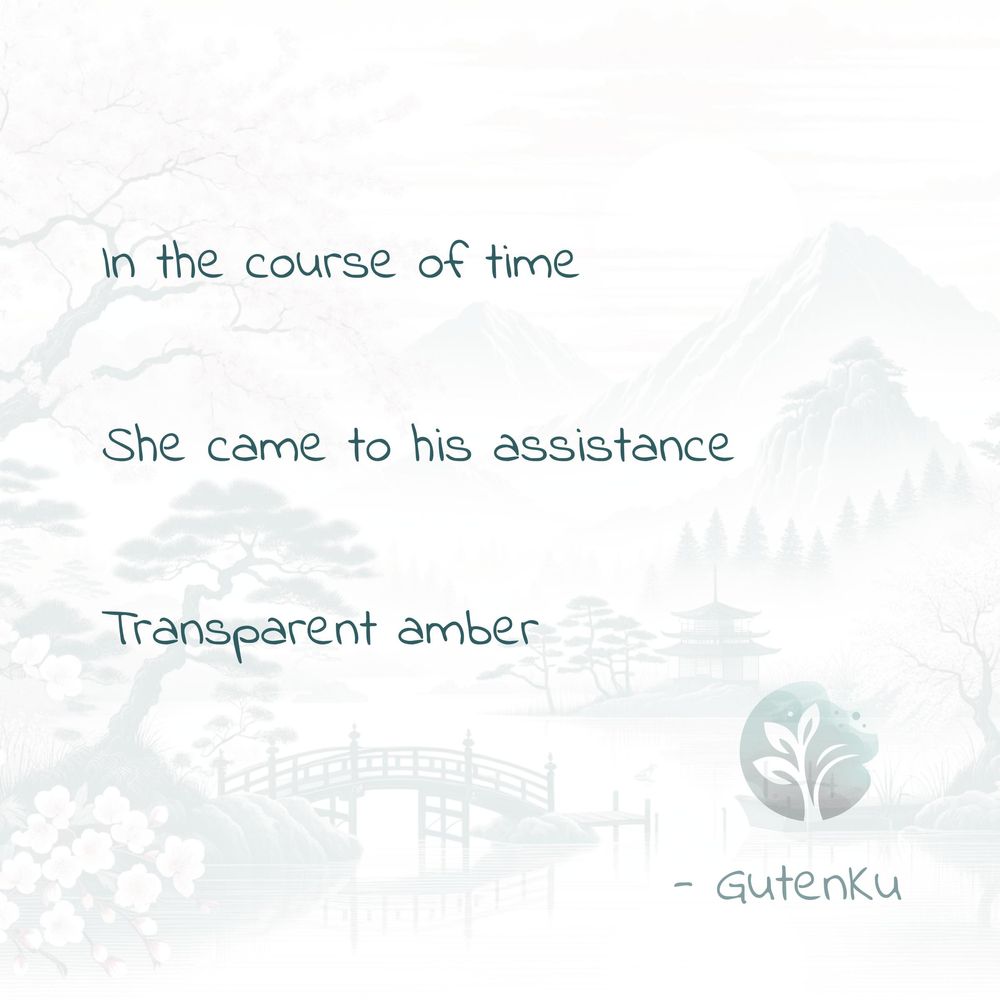 In the course of time
She came to his assistance
Transparent amber
- GutenKu